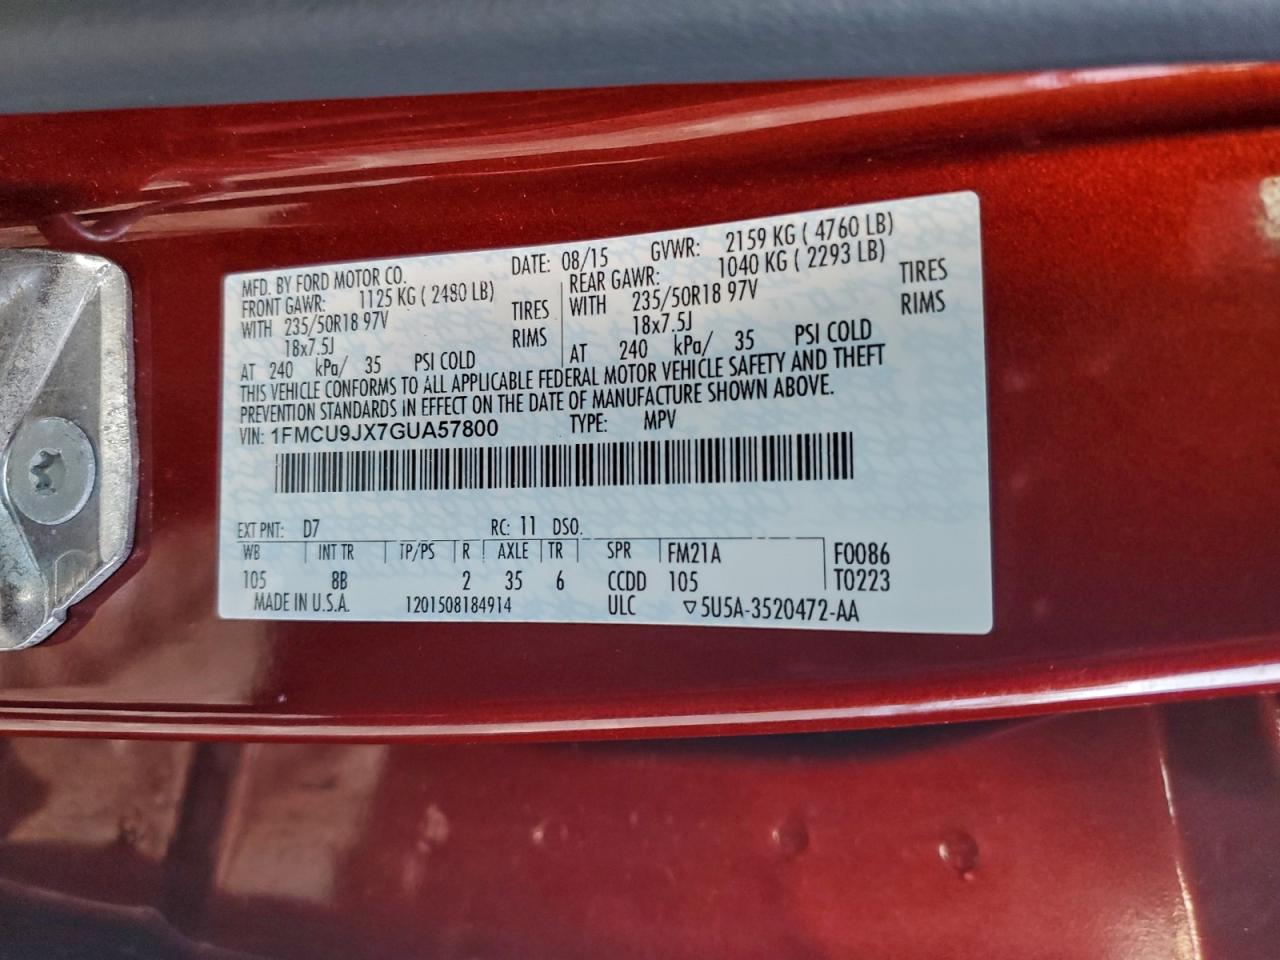 MFD. BY FORD MOTOR CO. DATE: 08/15 GVWR: 2159 KG ( 4760 LB)
FRONT GAWR: 1125 KG ( 2480 LB) REAR GAWR: 1040 KG ( 2293 LB)
WITH 235/50R18 97V TIRES WITH 235/50R18 97V TIRES
18x7.5J RIMS 18x7.5J RIMS
AT 240 kPa/ 35 PSI COLD AT 240 kPa/ 35 PSI COLD
THIS VEHICLE CONFORMS TO ALL APPLICABLE FEDERAL MOTOR VEHICLE SAFETY AND THEFT
PREVENTION STANDARDS IN EFFECT ON THE DATE OF MANUFACTURE SHOWN ABOVE.
VIN: 1FMCU9JX7GUA57800 TYPE: MPV
EXT PNT: D7 RC: 11 DSO:
WB INT TR TP/PS R AXLE TR SPR FM21A F0086
105 8B 2 35 6 CCDD 105 T0223
MADE IN U.S.A. 1201508184914 ULC ▽5U5A-3520472-AA